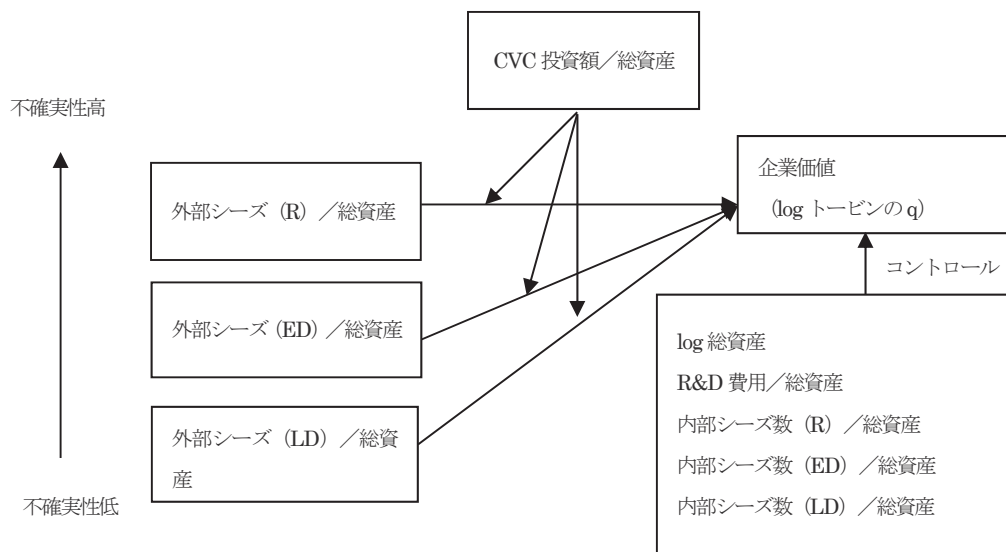 CVC 投資額／総資産
不確実性高
外部シーズ（R）／総資産
企業価値
（log トービンの q）
コントロール
外部シーズ（ED）／総資産
log 総資産
R&D 費用／総資産
内部シーズ数（R）／総資産
内部シーズ数（ED）／総資産
内部シーズ数（LD）／総資産
外部シーズ（LD）／総資
産
不確実性低